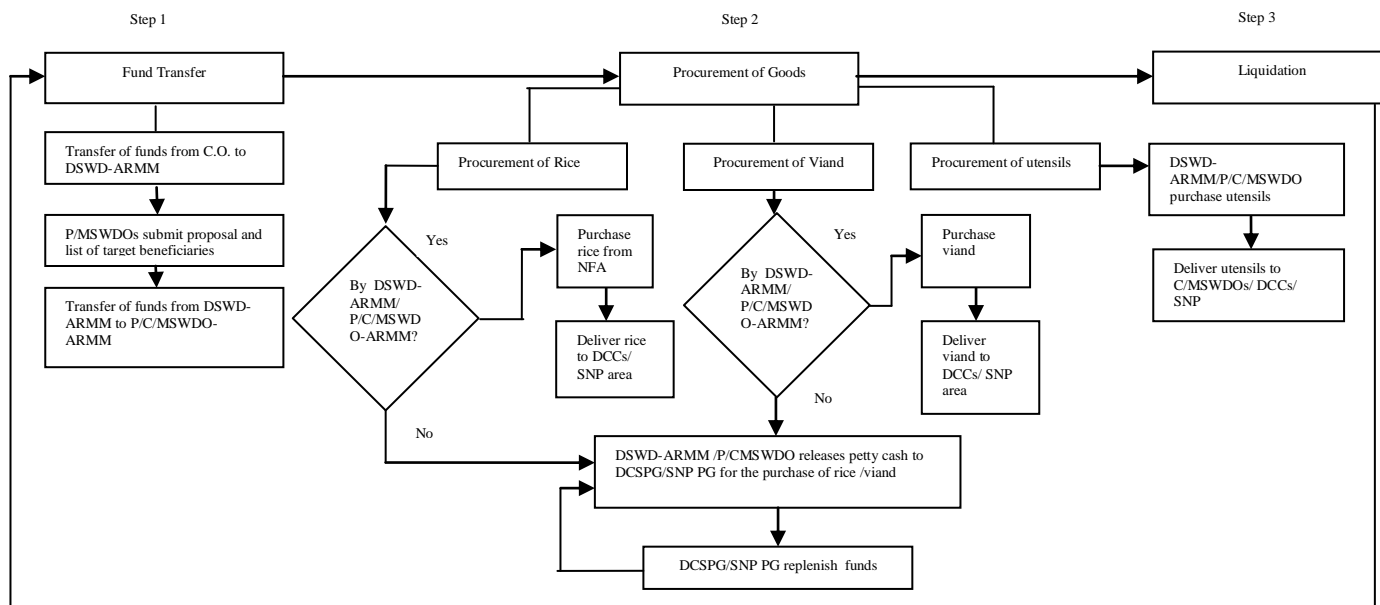 Step 1
Step 2
Step 3
Fund Transfer
Procurement of Goods
Liquidation
Transfer of funds from C.O. to
DSWD-ARMM
P/MSWDOs submit proposal and
list of target beneficiaries
Transfer of funds from DSWD-
ARMM to P/C/MSWDO-
ARMM
Procurement of Rice
Procurement of Viand
Procurement of utensils
By DSWD-
ARMM/
P/C/MSWD
O-ARMM?
Yes
Purchase
rice from
NFA
Deliver rice
to DCCs/
SNP area
No
By DSWD-
ARMM/
P/C/MSWD
O-ARMM?
Yes
Purchase
viand
Deliver
viand to
DCCs/ SNP
area
No
DSWD-
ARMM/P/C/MSWDO
purchase utensils
Deliver utensils to
C/MSWDOs/ DCCs/
SNP
DSWD-ARMM /P/CMSWDO releases petty cash to
DCSPG/SNP PG for the purchase of rice /viand
DCSPG/SNP PG replenish funds